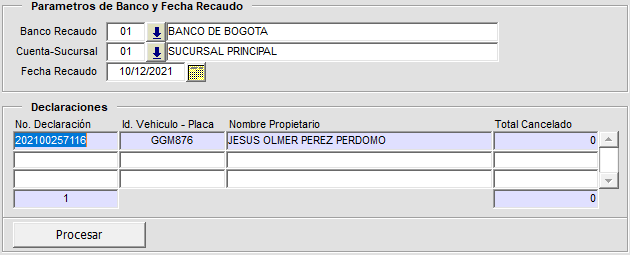 Parametros de Banco y Fecha Recaudo
Banco Recaudo 01 BANCO DE BOGOTA
Cuenta-Sucursal 01 SUCURSAL PRINCIPAL
Fecha Recaudo 10/12/2021
Declaraciones
No. Declaración Id. Vehiculo - Placa Nombre Propietario Total Cancelado
202100257116 GGM876 JESUS OLMER PEREZ PERDOMO 0
1 0
Procesar